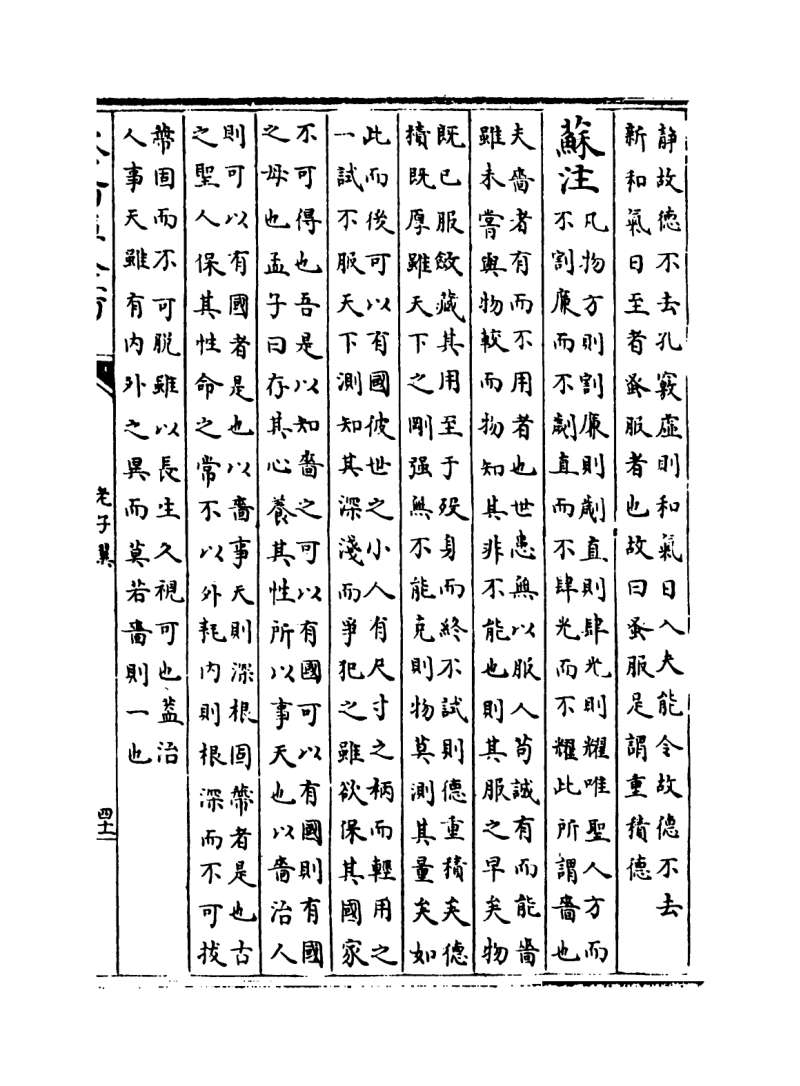 静故德不去孔竅虛則和氣日入夫能令故德不去
新和氣日至者蚤服者也故曰蚤服是謂重積德
蘇注
凡物方則割廉則劌直則肆光則耀唯聖人方而
不割廉而不劌直而不肆光而不耀此所謂嗇也
夫嗇者有而不用者也世患無以服人茍誠有而能嗇
雖未嘗與物較而物知其非不能也則其服之早矣物
既已服斂藏其用至于殁身而終不試則德重積矣德
積既厚雖天下之剛强無不能克則物莫測其量矣如
此而後可以有國彼世之小人有尺寸之柄而輕用之
一試不服天下測知其深淺而爭犯之雖欲保其國家
不可得也吾是以知嗇之可以有國可以有國則有國
之母也孟子曰存其心養其性所以事天也以嗇治人
則可以有國者是也以嗇事天則深根固蔕者是也古
之聖人保其性命之常不以外耗内則根深而不可拔
蔕固而不可脱雖以長生久視可也蓋治
人事天雖有内外之異而莫若嗇則一也
老子翼
四十二